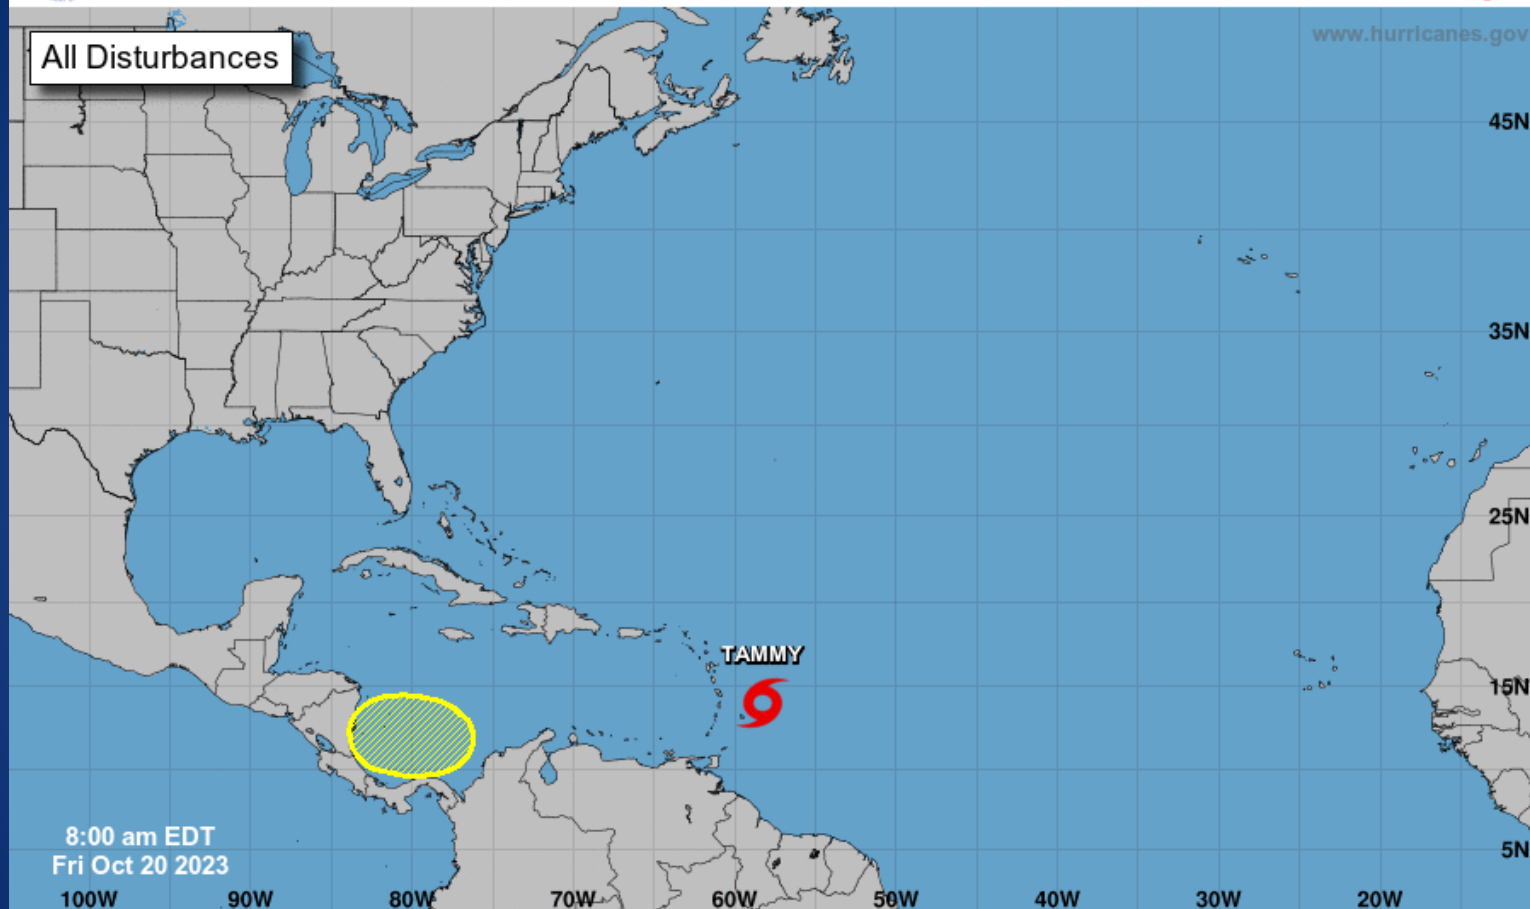 All Disturbances
www.hurricanes.gov
45N
35N
25N
TAMMY
15N
8:00 am EDT
Fri Oct 20 2023
5N
100W 90W 80W 70W 60W 50W 40W 30W 20W